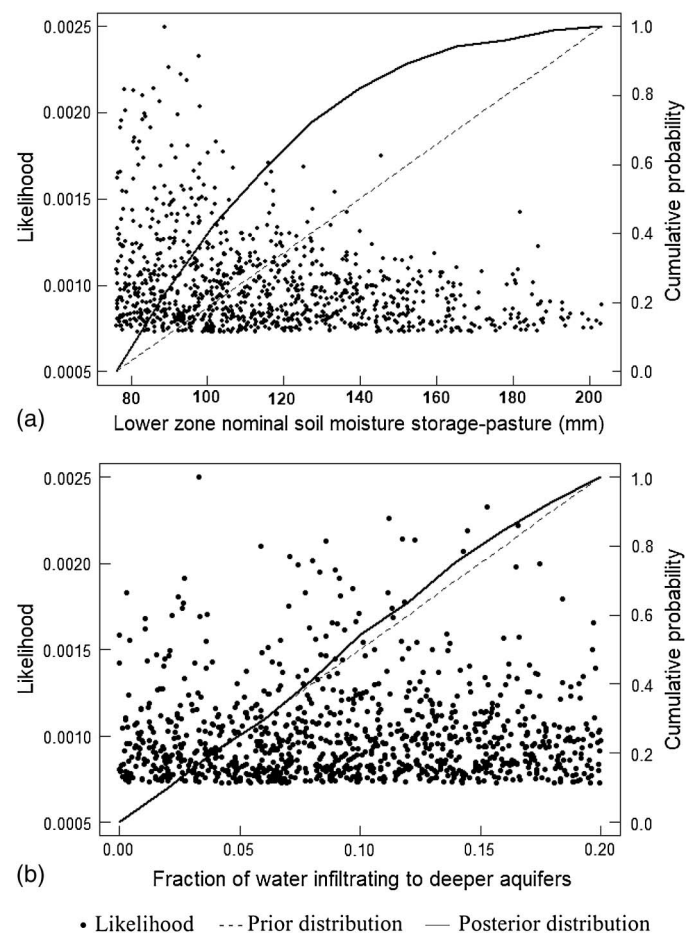 0.0025
0.0020
0.0015
0.0010
0.0005
Likelihood
1.0
0.8
0.6
0.4
0.2
0.0
Cumulative probability
80 100 120 140 160 180 200
(a) Lower zone nominal soil moisture storage-pasture (mm)
0.0025
0.0020
0.0015
0.0010
0.0005
Likelihood
1.0
0.8
0.6
0.4
0.2
0.0
Cumulative probability
0.00 0.05 0.10 0.15 0.20
(b) Fraction of water infiltrating to deeper aquifers
Likelihood Prior distribution Posterior distribution